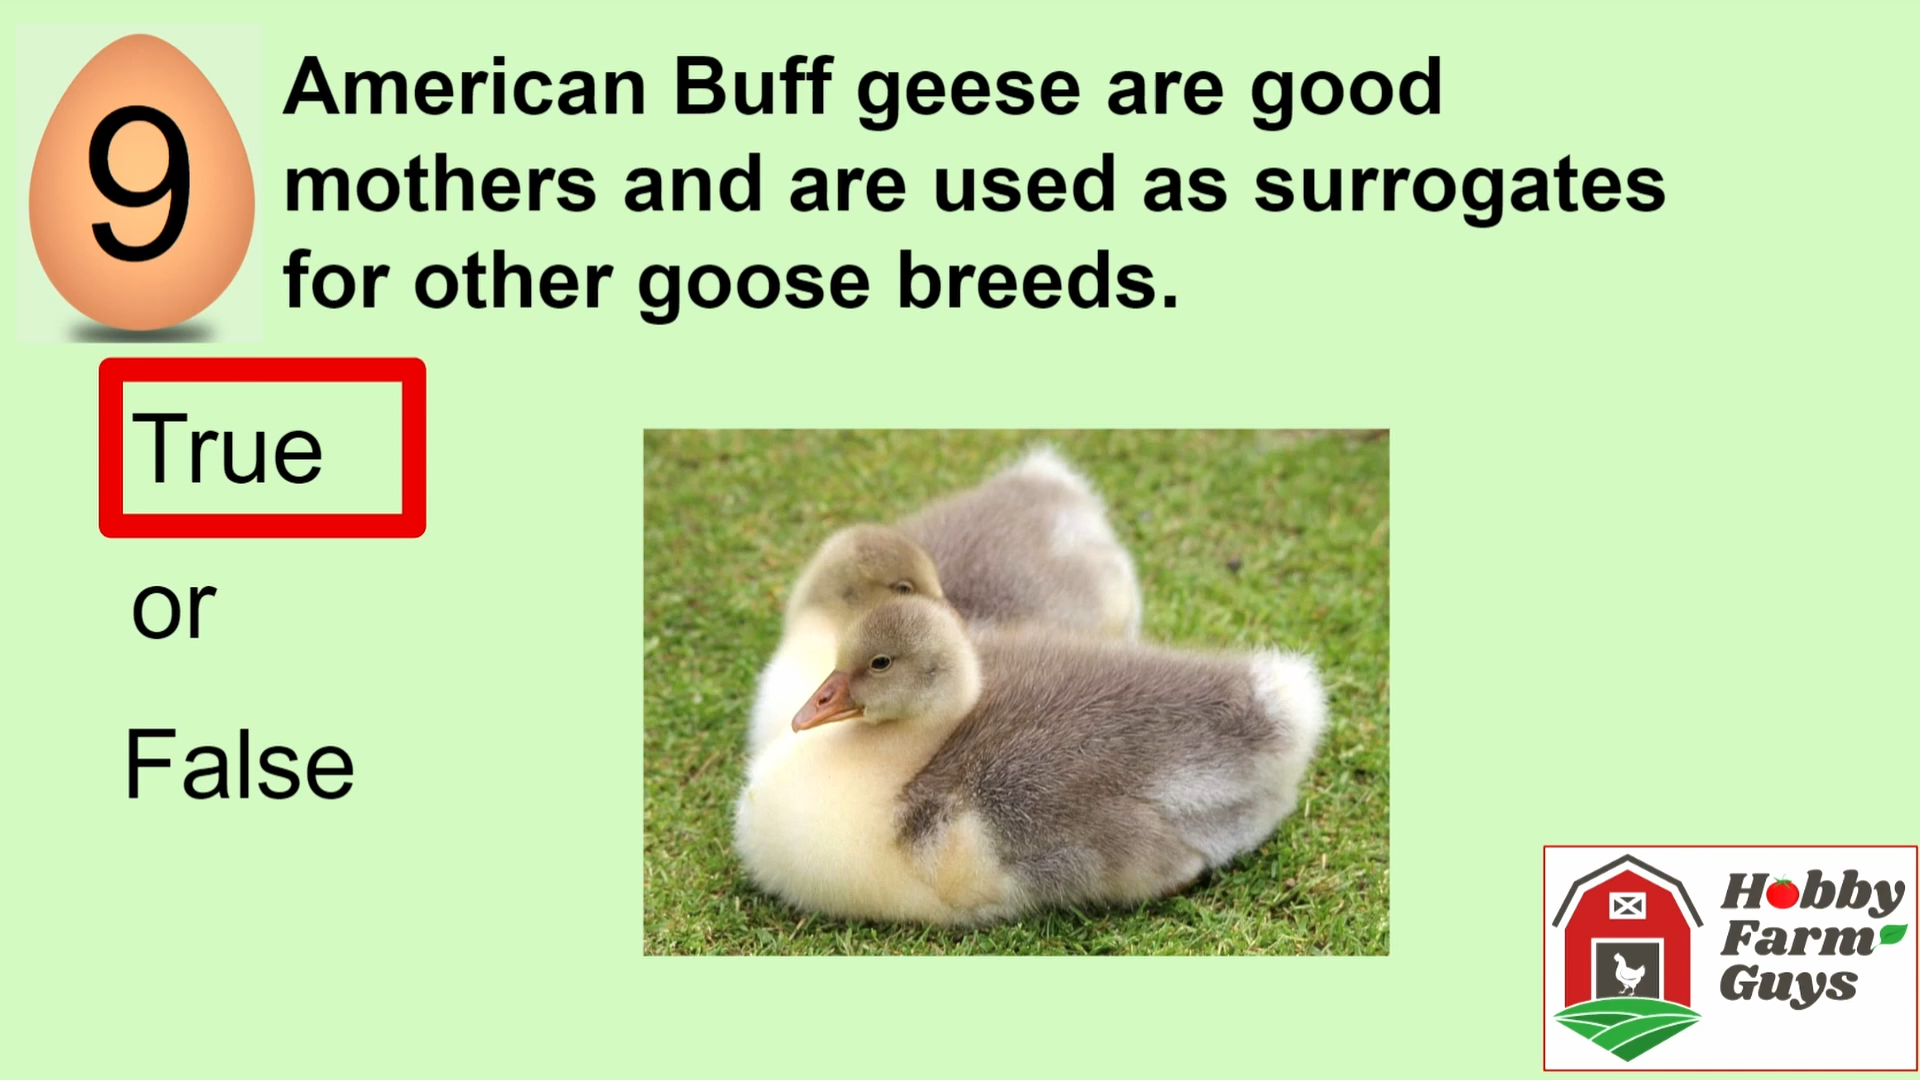 9
American Buff geese are good
mothers and are used as surrogates
for other goose breeds.
True
or
False
Hobby
Farm
Guys